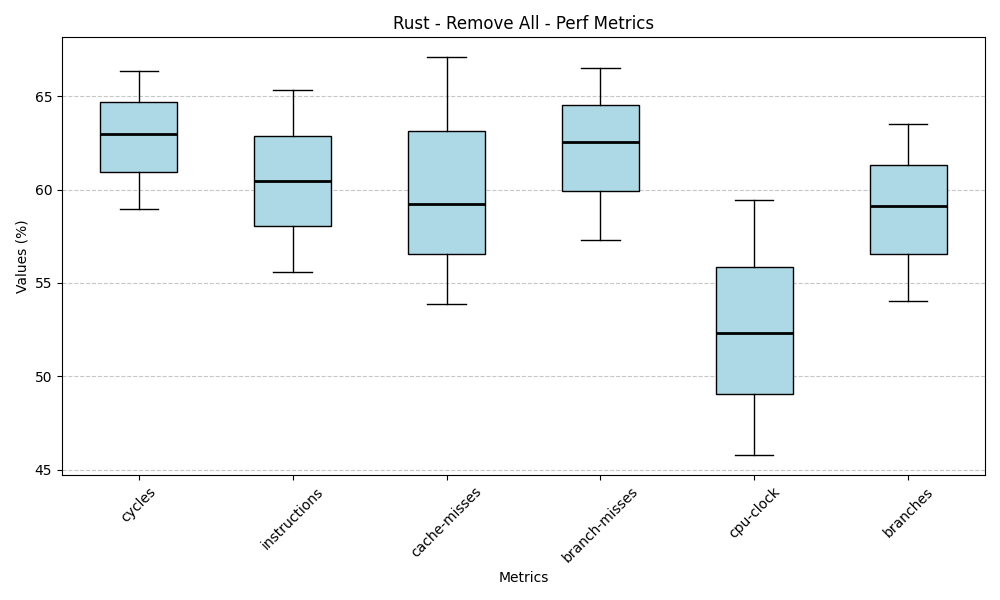 Rust - Remove All - Perf Metrics
Values (%)
65
60
55
50
45
cycles
instructions
cache-misses
branch-misses
cpu-clock
branches
Metrics